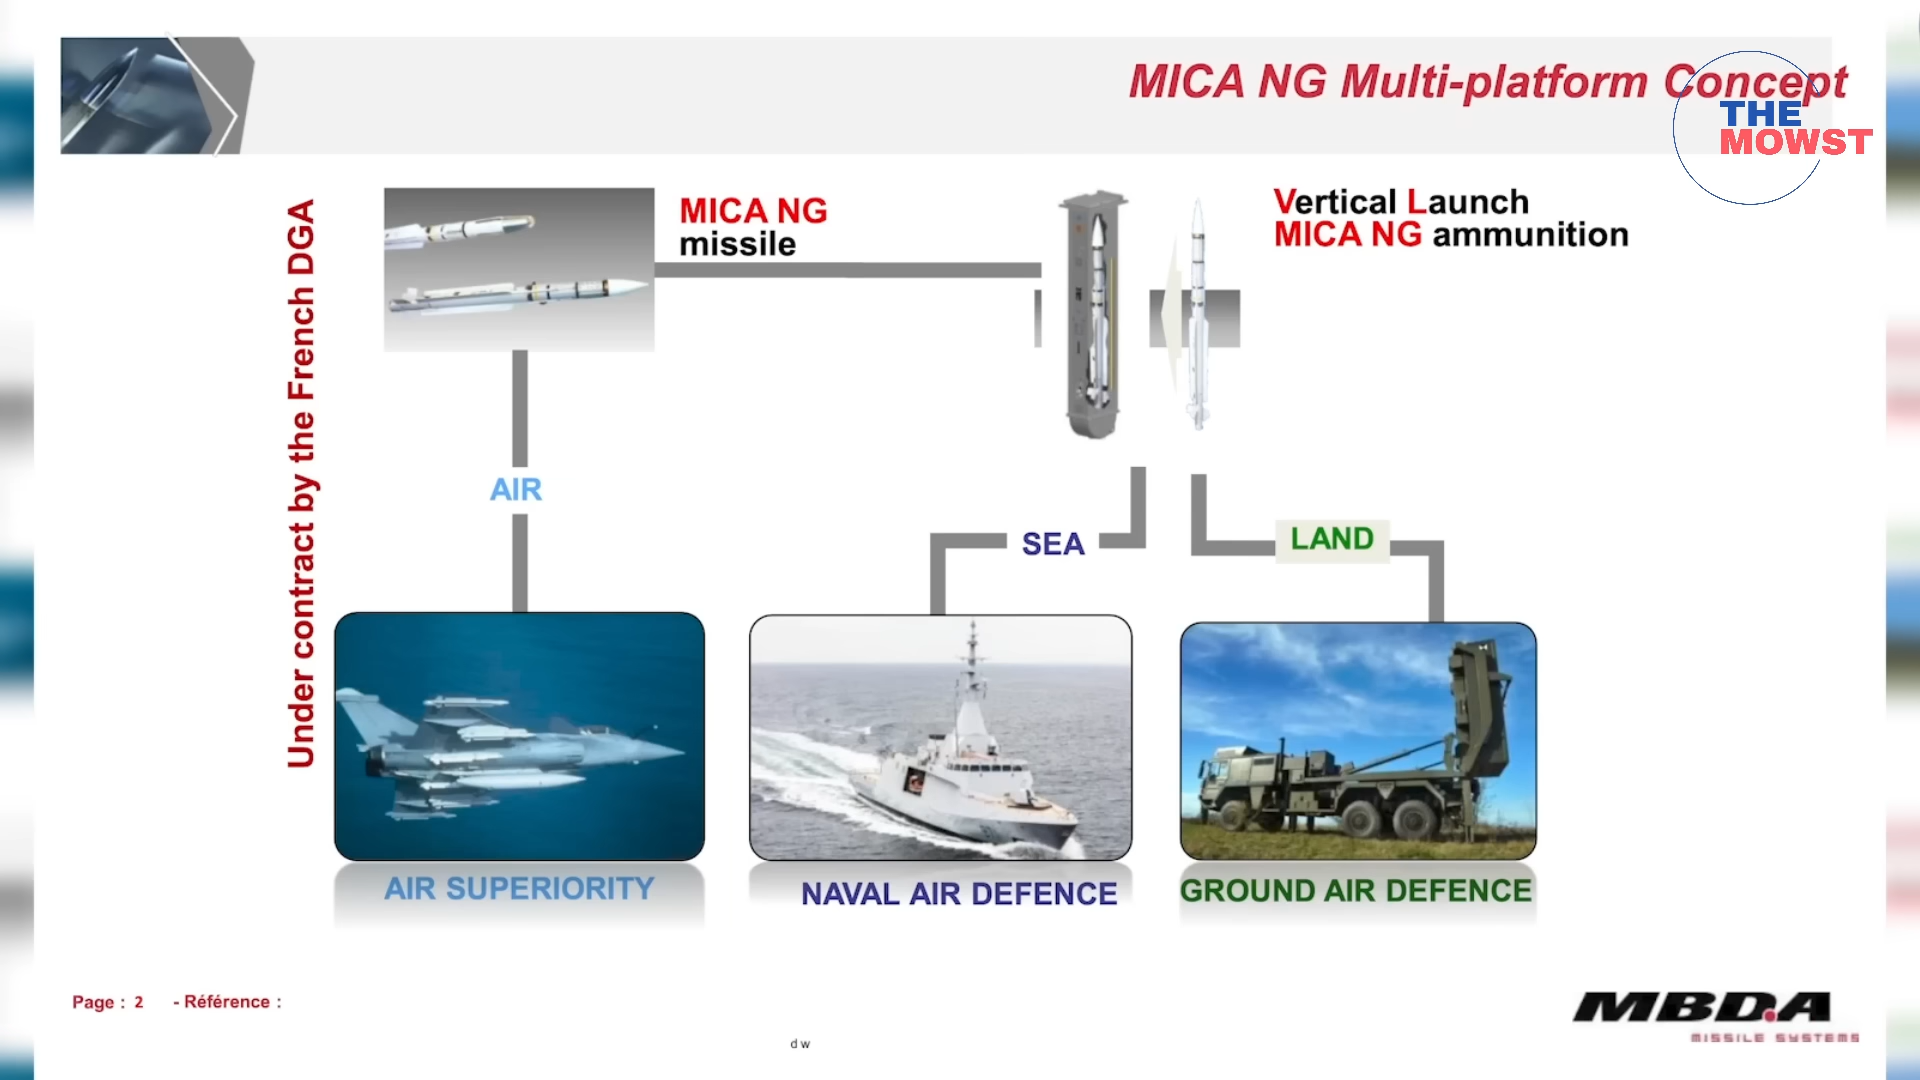 MICA NG Multi-platform Concept
THE
MOWST
Under contract by the French DGA
MICA NG
missile
Vertical Launch
MICA NG ammunition
AIR
SEA
LAND
AIR SUPERIORITY
NAVAL AIR DEFENCE
GROUND AIR DEFENCE
Page : 2 - Référence :
MBDA
MISSILE SYSTEMS
d w